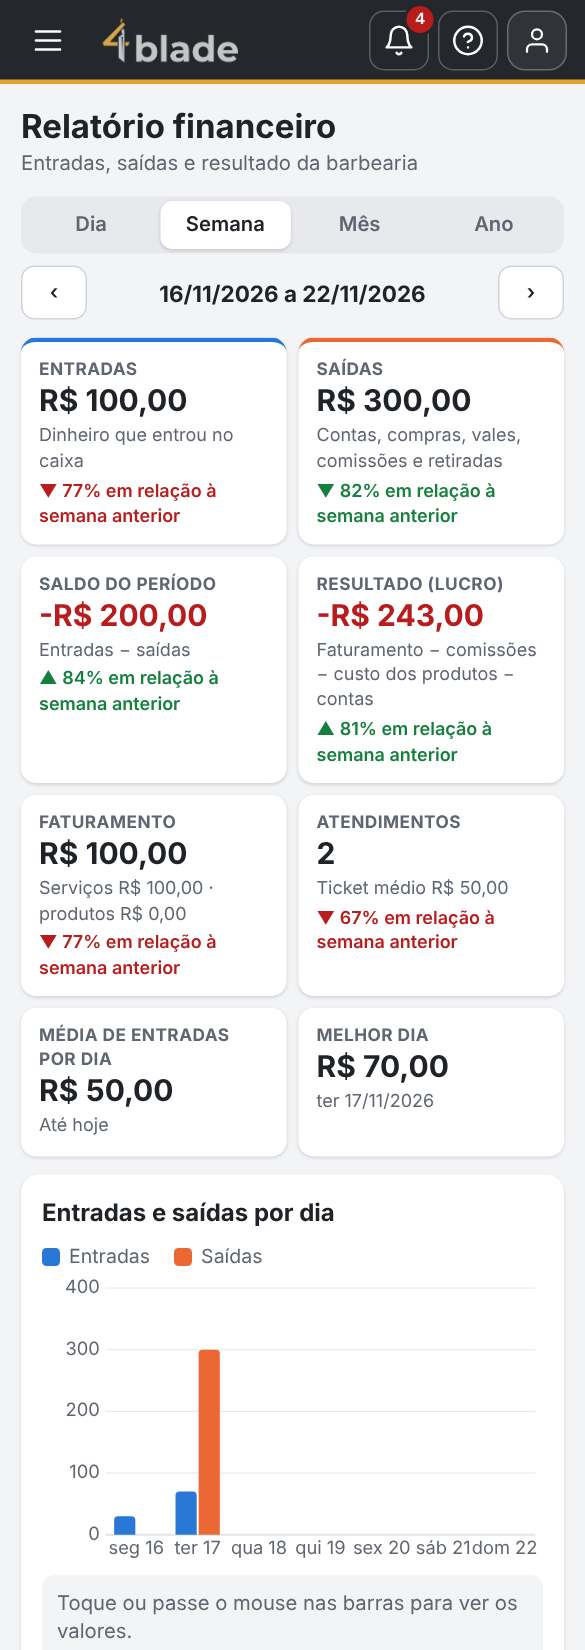 4blade
4
Relatório financeiro
Entradas, saídas e resultado da barbearia
Dia Semana Mês Ano
‹ 16/11/2026 a 22/11/2026 ›
ENTRADAS
R$ 100,00
Dinheiro que entrou no
caixa
▼ 77% em relação à
semana anterior
SAÍDAS
R$ 300,00
Contas, compras, vales,
comissões e retiradas
▼ 82% em relação à
semana anterior
SALDO DO PERÍODO
-R$ 200,00
Entradas − saídas
▲ 84% em relação à
semana anterior
RESULTADO (LUCRO)
-R$ 243,00
Faturamento − comissões
− custo dos produtos −
contas
▲ 81% em relação à
semana anterior
FATURAMENTO
R$ 100,00
Serviços R$ 100,00 ·
produtos R$ 0,00
▼ 77% em relação à
semana anterior
ATENDIMENTOS
2
Ticket médio R$ 50,00
▼ 67% em relação à
semana anterior
MÉDIA DE ENTRADAS
POR DIA
R$ 50,00
Até hoje
MELHOR DIA
R$ 70,00
ter 17/11/2026
Entradas e saídas por dia
Entradas Saídas
400
300
200
100
0
seg 16 ter 17 qua 18 qui 19 sex 20 sáb 21 dom 22
Toque ou passe o mouse nas barras para ver os
valores.